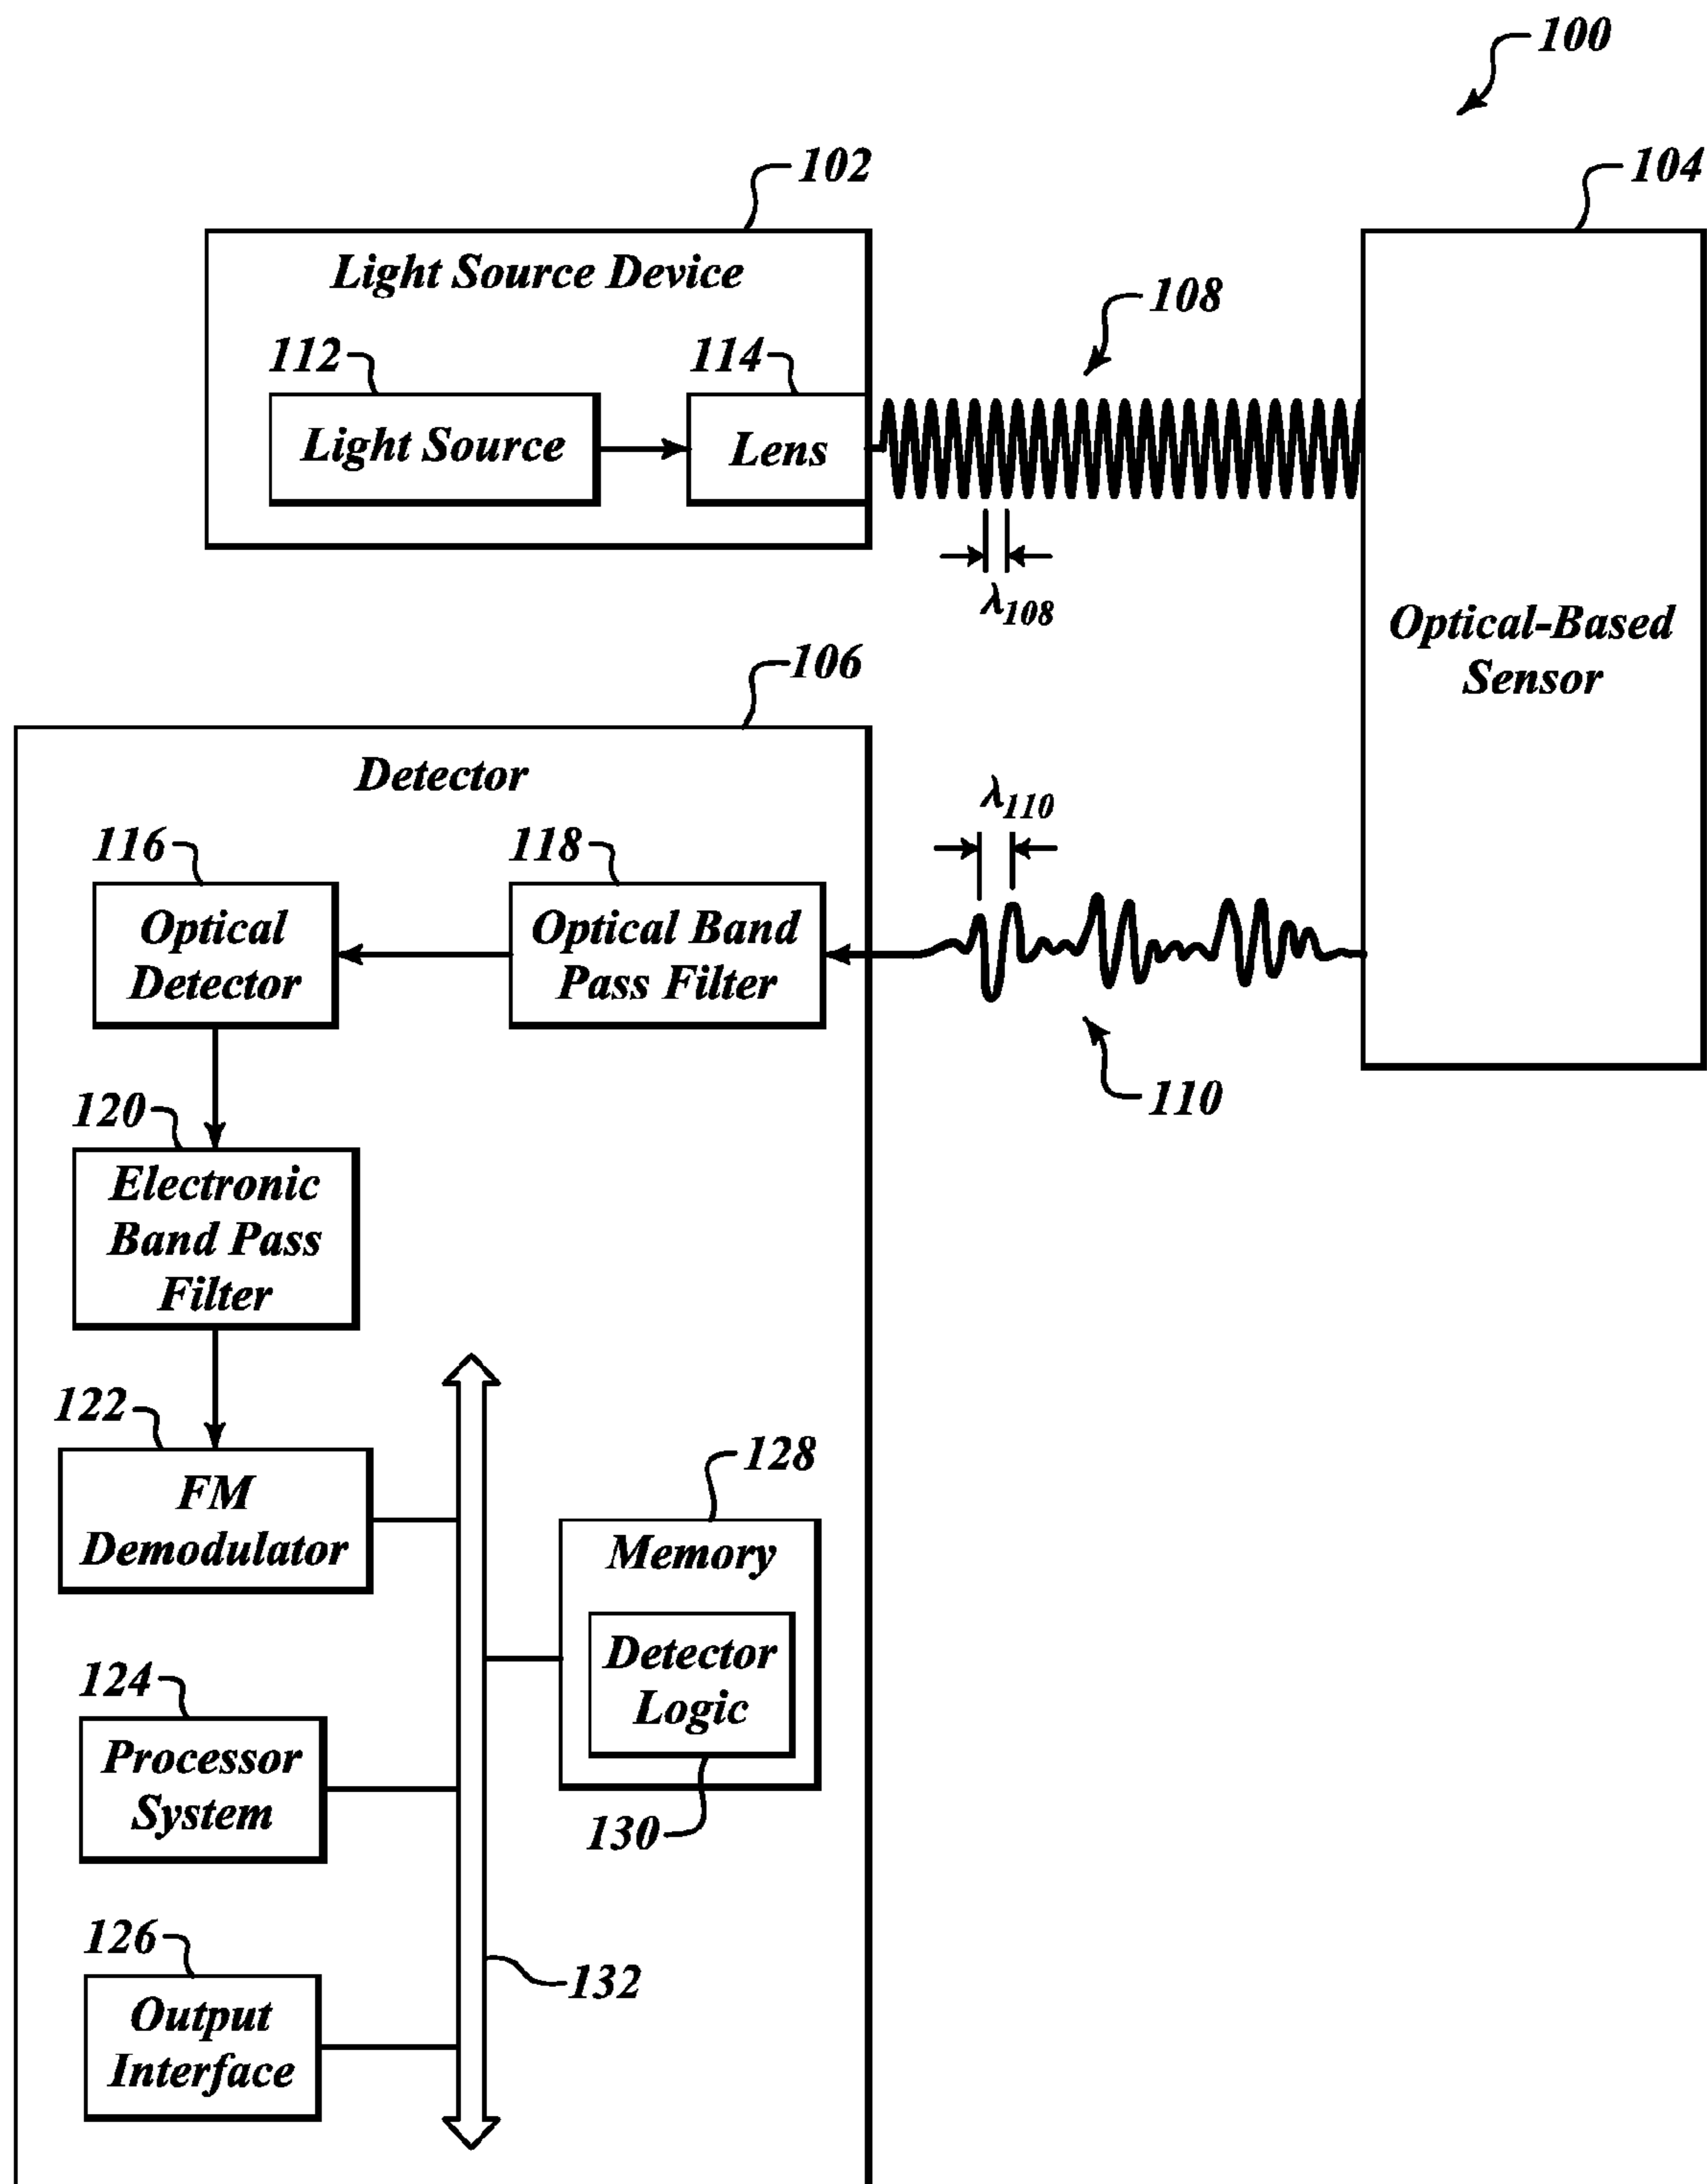 100
102
104
Light Source Device
108
112
114
Light Source
Lens
λ108
Optical-Based
Sensor
106
Detector
λ110
116
118
Optical
Detector
Optical Band
Pass Filter
110
120
Electronic
Band Pass
Filter
122
FM
Demodulator
128
Memory
Detector
Logic
130
124
Processor
System
126
Output
Interface
132